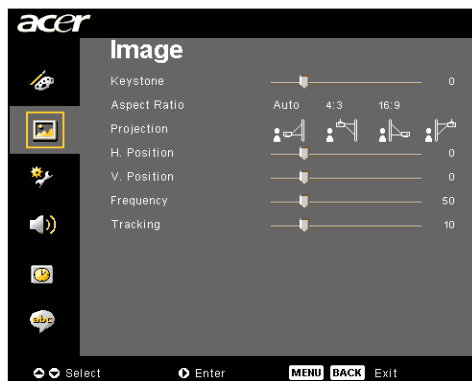 acer
Image
Keystone 0
Aspect Ratio Auto 4:3 16:9
Projection
H. Position 0
V. Position 0
Frequency 50
Tracking 10
abc
Select Enter MENU BACK Exit